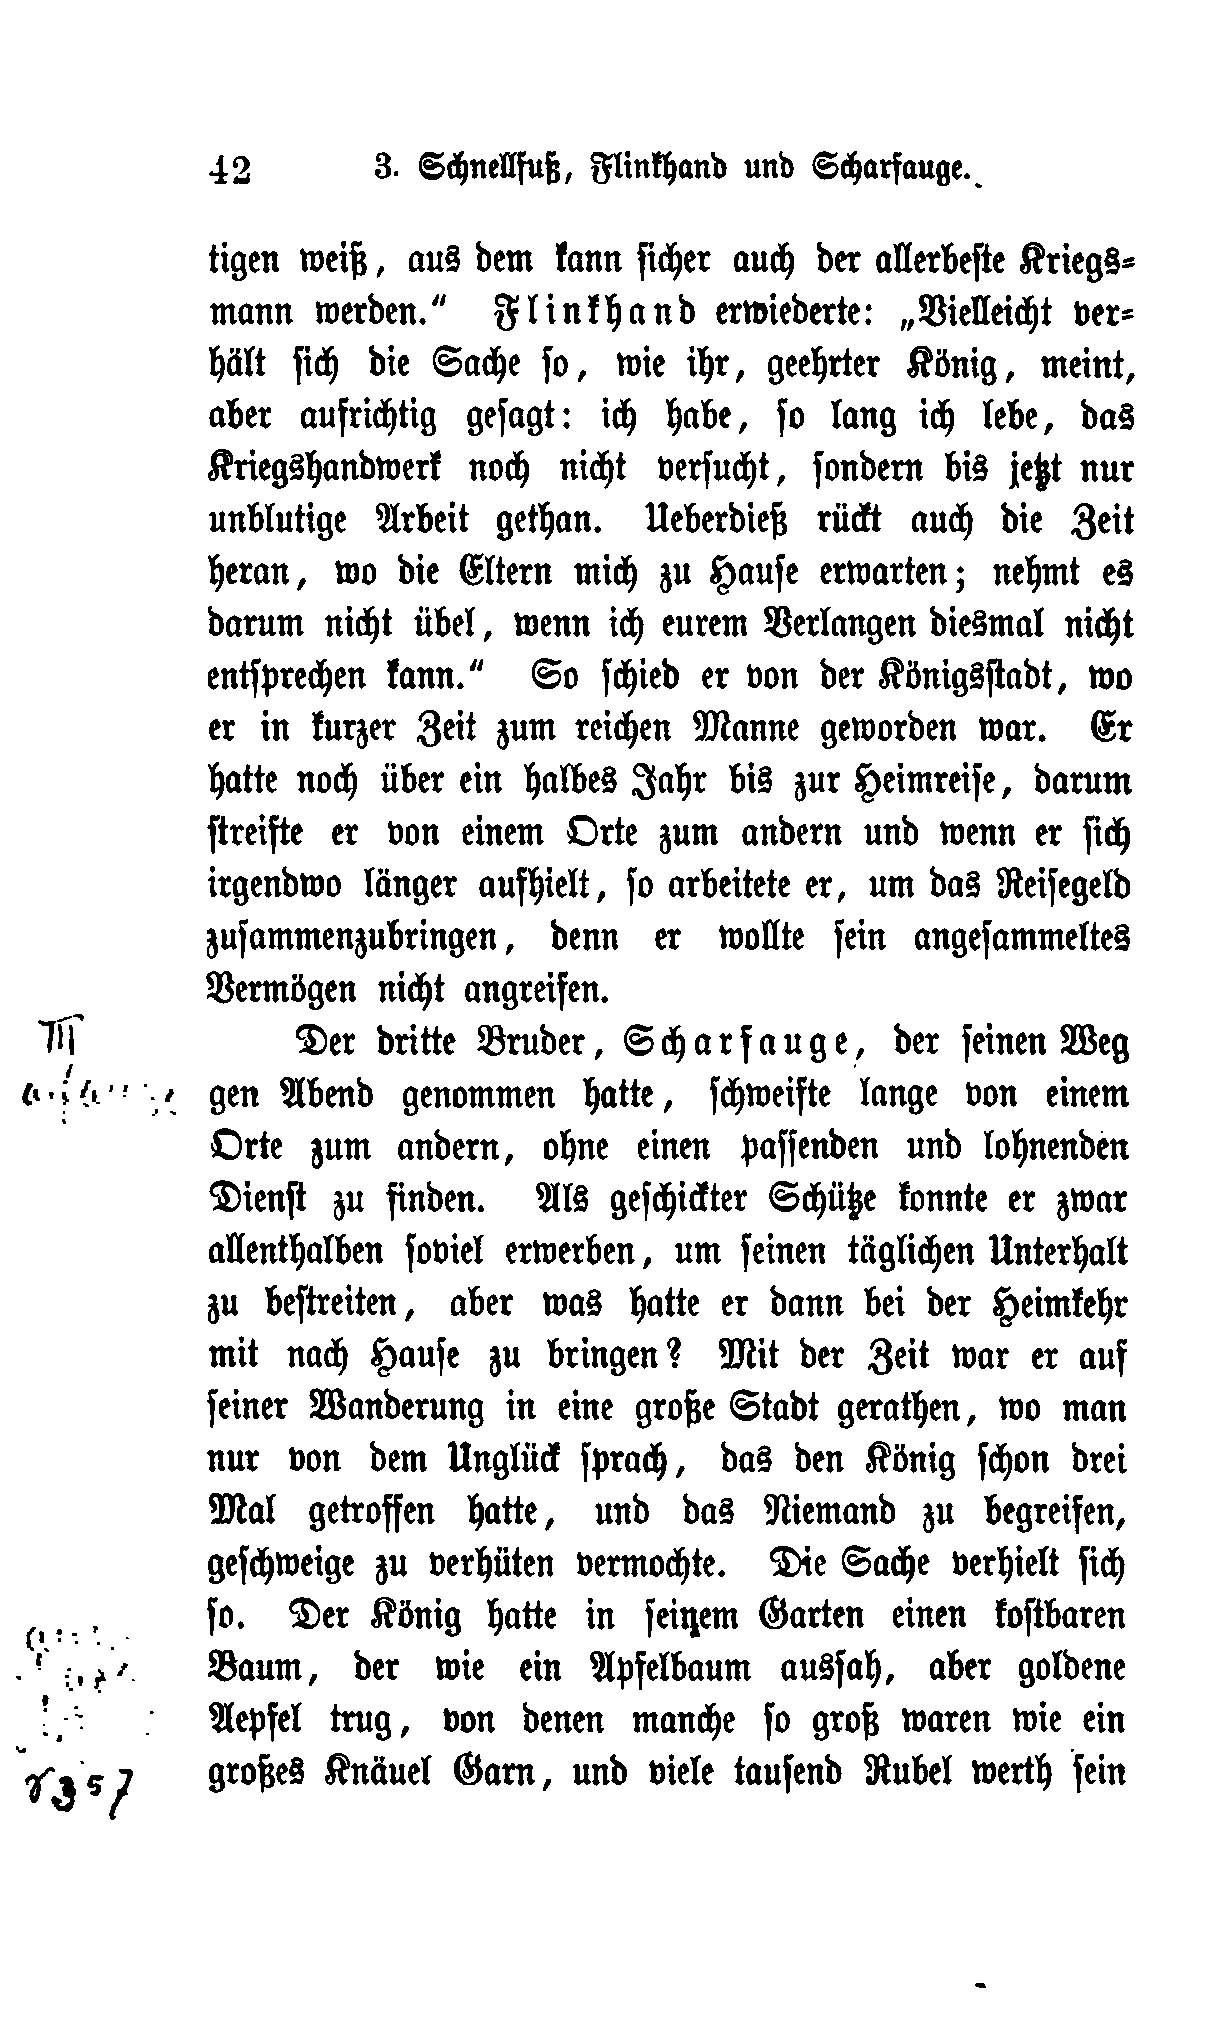 42 3. Schnellfuß, Flinkhand und Scharfauge.
tigen weiß, aus dem kann sicher auch der allerbeste Kriegs-
mann werden.“ Flinkhand erwiederte: „Vielleicht ver-
hält sich die Sache so, wie ihr, geehrter König, meint,
aber aufrichtig gesagt: ich habe, so lang ich lebe, das
Kriegshandwerk noch nicht versucht, sondern bis jetzt nur
unblutige Arbeit gethan. Ueberdieß rückt auch die Zeit
heran, wo die Eltern mich zu Hause erwarten; nehmt es
darum nicht übel, wenn ich eurem Verlangen diesmal nicht
entsprechen kann.“ So schied er von der Königsstadt, wo
er in kurzer Zeit zum reichen Manne geworden war. Er
hatte noch über ein halbes Jahr bis zur Heimreise, darum
streifte er von einem Orte zum andern und wenn er sich
irgendwo länger aufhielt, so arbeitete er, um das Reisegeld
zusammenzubringen, denn er wollte sein angesammeltes
Vermögen nicht angreifen.
III
Der dritte Bruder, Scharfauge, der seinen Weg
gen Abend genommen hatte, schweifte lange von einem
Orte zum andern, ohne einen passenden und lohnenden
Dienst zu finden. Als geschickter Schütze konnte er zwar
allenthalben soviel erwerben, um seinen täglichen Unterhalt
zu bestreiten, aber was hatte er dann bei der Heimkehr
mit nach Hause zu bringen? Mit der Zeit war er auf
seiner Wanderung in eine große Stadt gerathen, wo man
nur von dem Unglück sprach, das den König schon drei
Mal getroffen hatte, und das Niemand zu begreifen,
geschweige zu verhüten vermochte. Die Sache verhielt sich
so. Der König hatte in seinem Garten einen kostbaren
Baum, der wie ein Apfelbaum aussah, aber goldene
Aepfel trug, von denen manche so groß waren wie ein
großes Knäuel Garn, und viele tausend Rubel werth sein
357